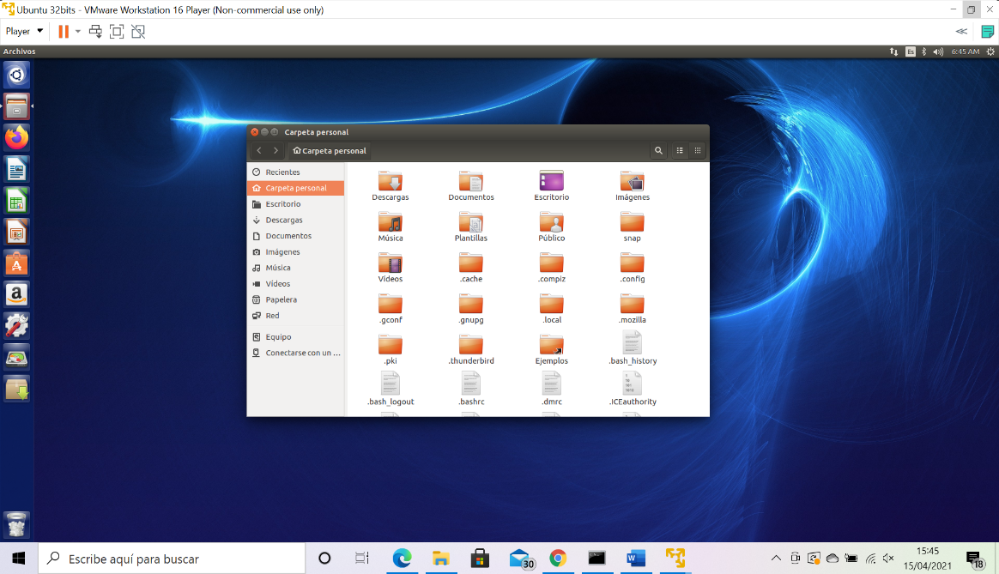 Ubuntu 32bits - VMware Workstation 16 Player (Non-commercial use only)
Player
Archivos
Es
6:45 AM
Carpeta personal
Carpeta personal
Recientes
Carpeta personal
Escritorio
Descargas
Documentos
Imágenes
Música
Vídeos
Papelera
Red
Equipo
Conectarse con un ...
Descargas Documentos Escritorio Imágenes
Música Plantillas Público snap
Vídeos .cache .compiz .config
.gconf .gnupg .local .mozilla
.pki .thunderbird Ejemplos .bash_history
.bash_logout .bashrc .dmrc .ICEauthority
Escribe aquí para buscar
30
15:45
15/04/2021
18